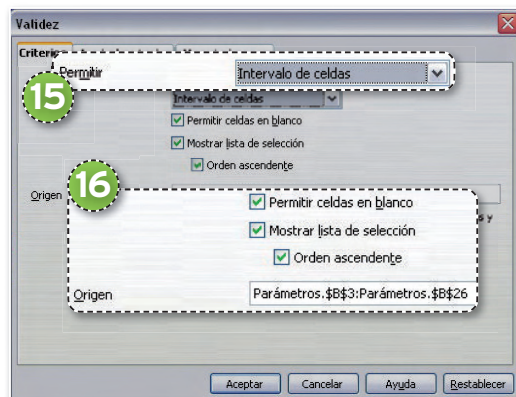 Validez
Criterios
15
Permitir
Intervalo de celdas
Intervalo de celdas
Permitir celdas en blanco
Mostrar lista de selección
Orden ascendente
Origen
16
Permitir celdas en blanco
Mostrar lista de selección
Orden ascendente
Origen
Parámetros.$B$3:Parámetros.$B$26
s y
Aceptar
Cancelar
Ayuda
Restablecer